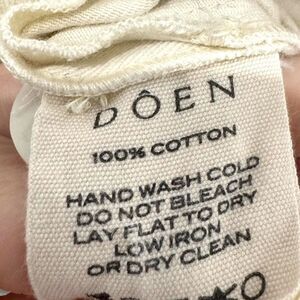 DÔEN
100% COTTON
HAND WASH COLD
DO NOT BLEACH
LAY FLAT TO DRY
LOW IRON
OR DRY CLEAN